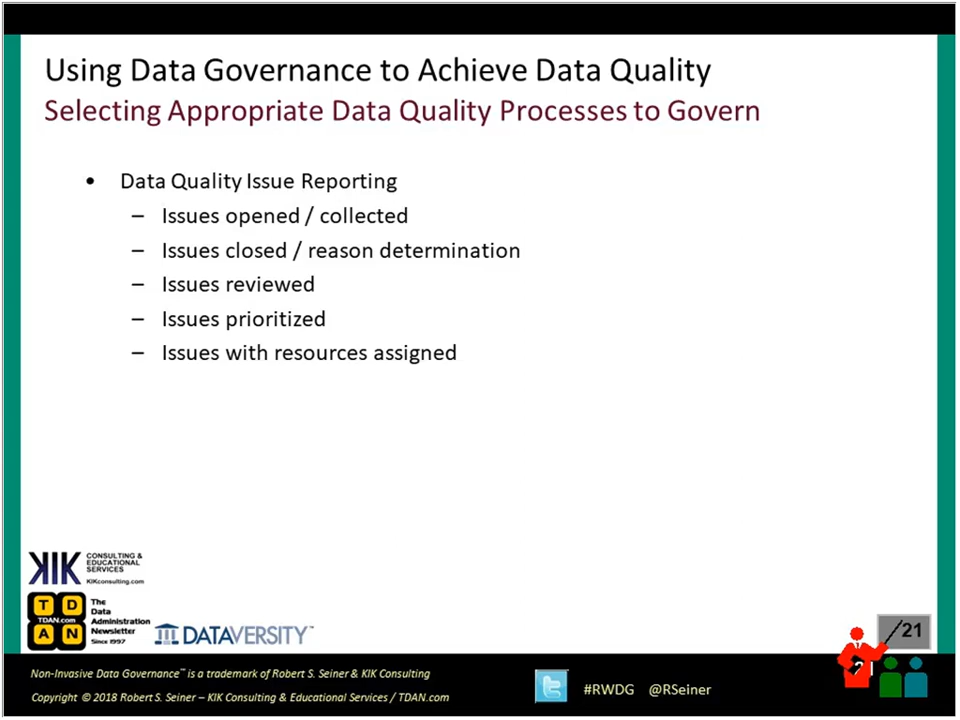 Using Data Governance to Achieve Data Quality
Selecting Appropriate Data Quality Processes to Govern
• Data Quality Issue Reporting
– Issues opened / collected
– Issues closed / reason determination
– Issues reviewed
– Issues prioritized
– Issues with resources assigned
KIK CONSULTING & EDUCATIONAL SERVICES
KIKconsulting.com
TDAN.com
The Data Administration Newsletter
Since 1997
DATAVERSITY™
/21
Non-Invasive Data Governance™ is a trademark of Robert S. Seiner & KIK Consulting
Copyright © 2018 Robert S. Seiner – KIK Consulting & Educational Services / TDAN.com
#RWDG @RSeiner